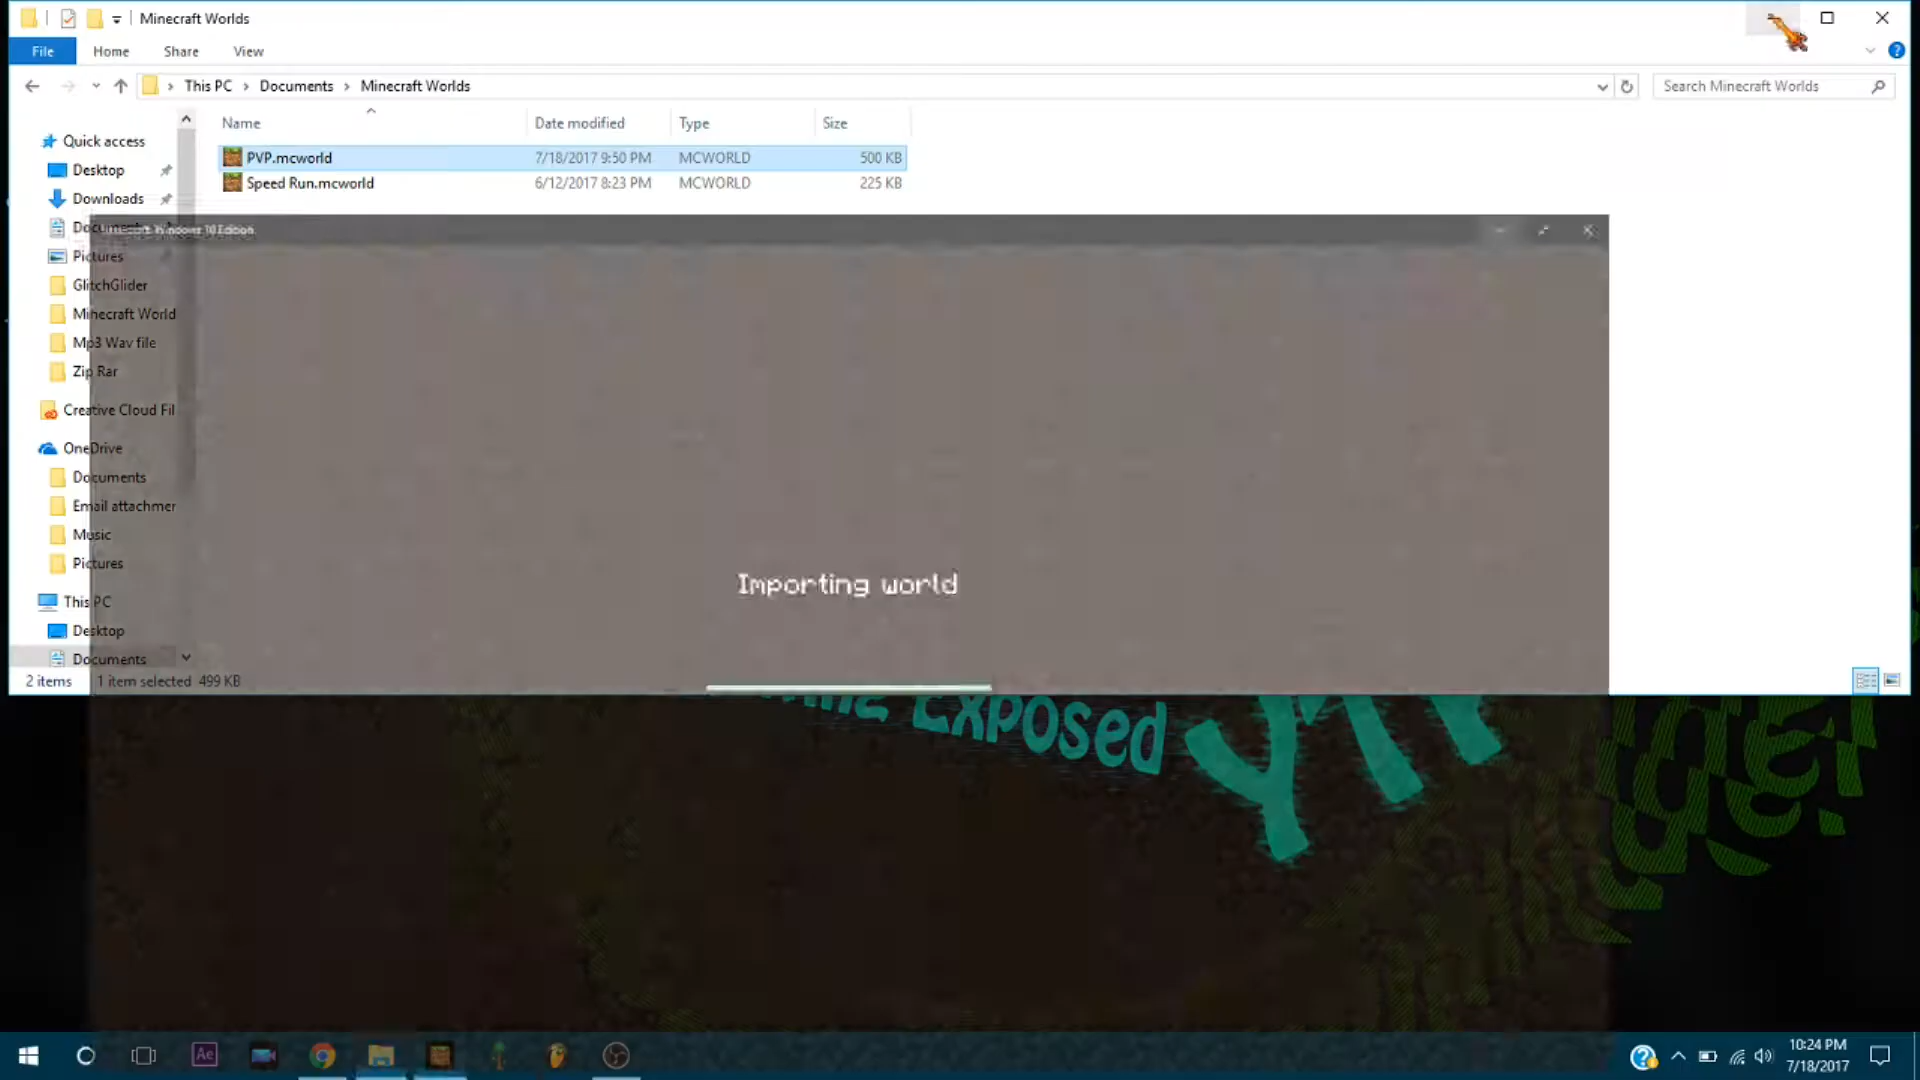 Minecraft Worlds
File Home Share View
This PC Documents Minecraft Worlds
Search Minecraft Worlds
Name Date modified Type Size
PVP.mcworld 7/18/2017 9:50 PM MCWORLD 500 KB
Speed Run.mcworld 6/12/2017 8:23 PM MCWORLD 225 KB
Quick access
Desktop
Downloads
Windows 10 Edition
Pictures
GlitchGlider
Minecraft World
Mp3 Wav file
Zip Rar
Creative Cloud Fil
OneDrive
Documents
Email attachmer
Music
Pictures
Importing world
This PC
Desktop
Documents
2 items 1 item selected 499 KB
Exposed
Ae
10:24 PM
7/18/2017